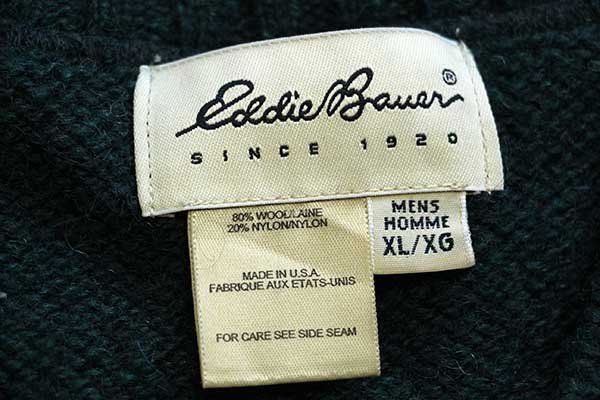 Eddie Bauer®
SINCE 1920
80% WOOL/LAINE
20% NYLON/NYLON
MADE IN U.S.A.
FABRIQUE AUX ETATS-UNIS
FOR CARE SEE SIDE SEAM
MENS
HOMME
XL/XG